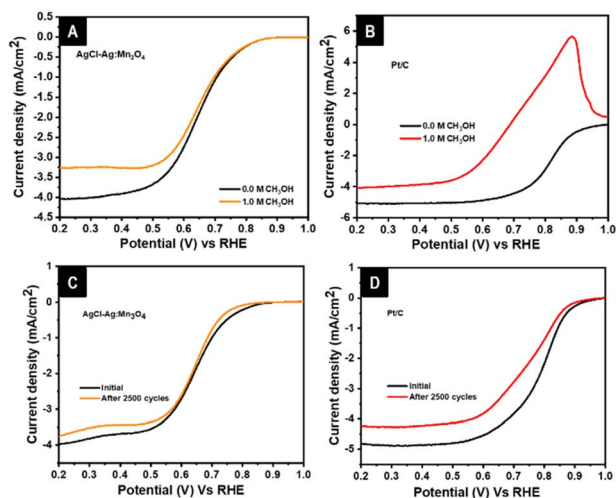 A
AgCl-Ag:Mn3O4
0.0 M CH3OH
1.0 M CH3OH
Current density (mA/cm2)
0.5
0.0
-0.5
-1.0
-1.5
-2.0
-2.5
-3.0
-3.5
-4.0
-4.5
0.2 0.3 0.4 0.5 0.6 0.7 0.8 0.9 1.0
Potential (V) vs RHE
B
Pt/C
0.0 M CH3OH
1.0 M CH3OH
Current density (mA/cm2)
6
4
2
0
-2
-4
-6
0.2 0.3 0.4 0.5 0.6 0.7 0.8 0.9 1.0
Potential (V) vs RHE
C
AgCl-Ag:Mn3O4
Initial
After 2500 cycles
Current density (mA/cm2)
1
0
-1
-2
-3
-4
0.2 0.3 0.4 0.5 0.6 0.7 0.8 0.9 1.0
Potential (V) Vs RHE
D
Pt/C
Initial
After 2500 cycles
Current density (mA/cm2)
1
0
-1
-2
-3
-4
-5
0.2 0.3 0.4 0.5 0.6 0.7 0.8 0.9 1.0
Potential (V) vs RHE